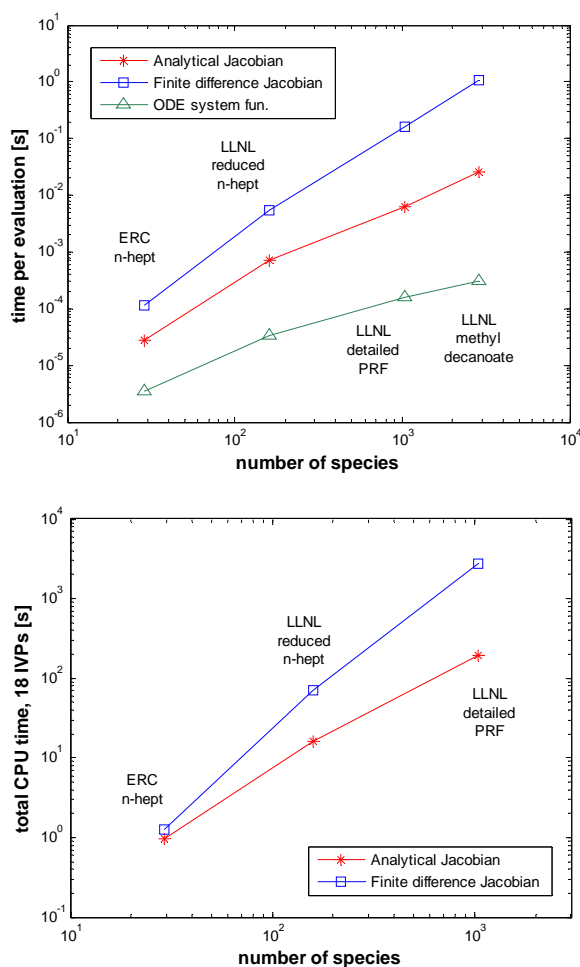 Analytical Jacobian
Finite difference Jacobian
ODE system fun.
10^1
10^0
10^-1
10^-2
10^-3
10^-4
10^-5
10^-6
time per evaluation [s]
LLNL
reduced
n-hept
ERC
n-hept
LLNL
detailed
PRF
LLNL
methyl
decanoate
10^1
10^2
10^3
10^4
number of species
10^4
10^3
10^2
10^1
10^0
10^-1
total CPU time, 18 IVPs [s]
LLNL
reduced
n-hept
LLNL
detailed
PRF
ERC
n-hept
Analytical Jacobian
Finite difference Jacobian
10^1
10^2
10^3
number of species